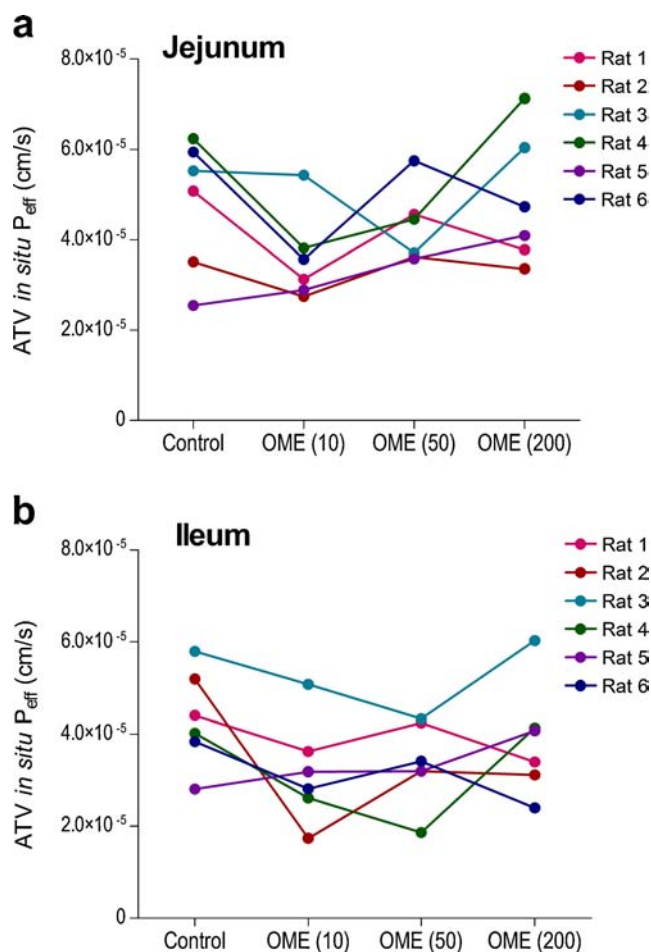 a
Jejunum
8.0×10⁻⁵
6.0×10⁻⁵
4.0×10⁻⁵
2.0×10⁻⁵
0
ATV in situ Peff (cm/s)
Control OME (10) OME (50) OME (200)
Rat 1
Rat 2
Rat 3
Rat 4
Rat 5
Rat 6
b
Ileum
8.0×10⁻⁵
6.0×10⁻⁵
4.0×10⁻⁵
2.0×10⁻⁵
0
ATV in situ Peff (cm/s)
Control OME (10) OME (50) OME (200)
Rat 1
Rat 2
Rat 3
Rat 4
Rat 5
Rat 6